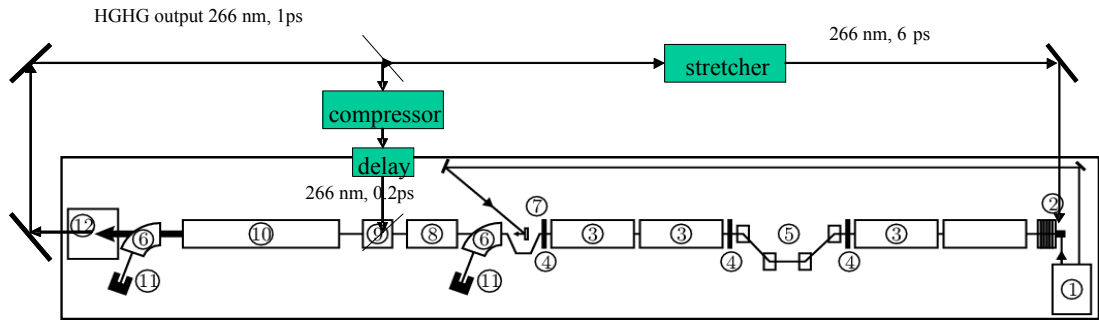 HGHG output 266 nm, 1ps
266 nm, 6 ps
stretcher
compressor
delay
266 nm, 0.2ps
⑫ ⑥ ⑩ ⑨ ⑧ ⑥ ⑦ ③ ③ ⑤ ③ ②
⑪ ⑪ ④ ④ ④ ①